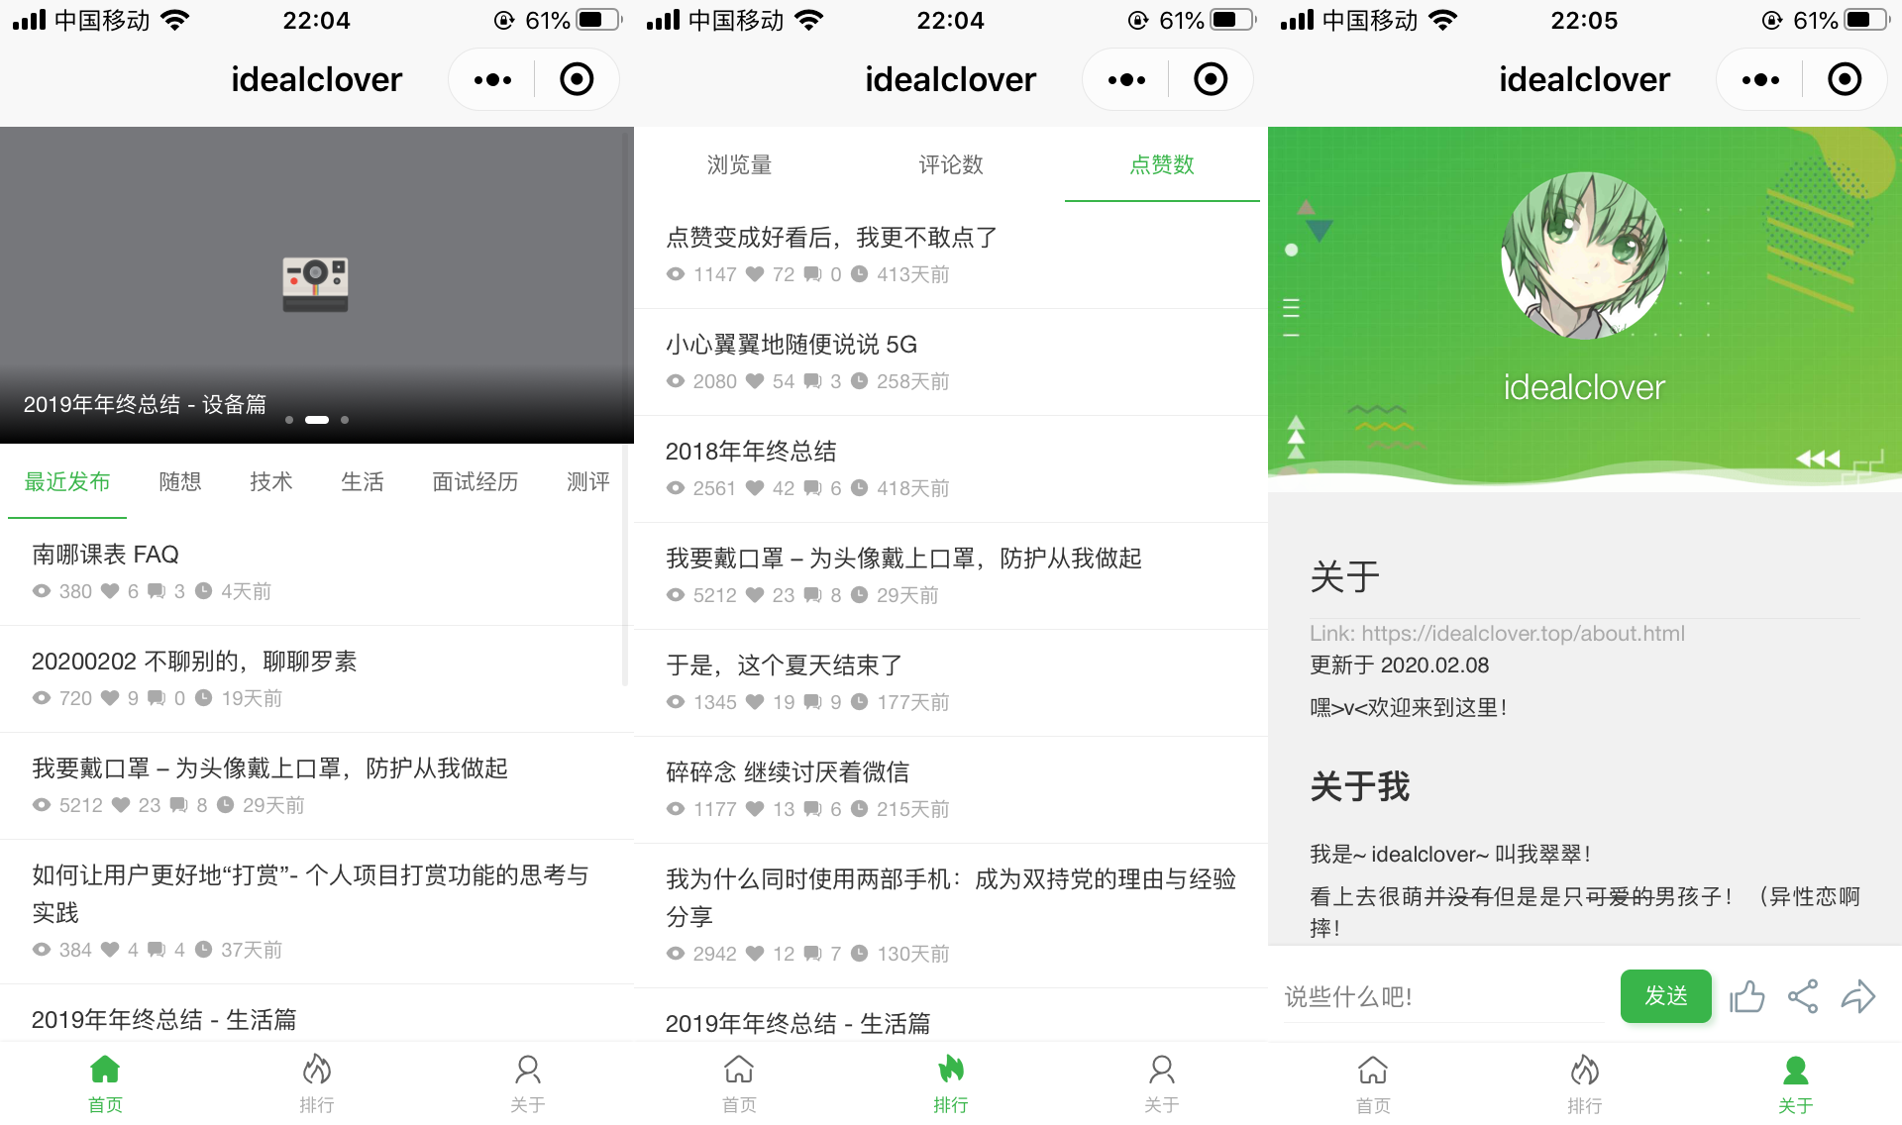 中国移动 22:04 61%
idealclover
2019年年终总结 - 设备篇
最近发布 随想 技术 生活 面试经历 测评
南哪课表 FAQ
380 6 3 4天前
20200202 不聊别的，聊聊罗素
720 9 0 19天前
我要戴口罩 – 为头像戴上口罩，防护从我做起
5212 23 8 29天前
如何让用户更好地“打赏”- 个人项目打赏功能的思考与
实践
384 4 4 37天前
2019年年终总结 - 生活篇
首页 排行 关于
中国移动 22:04 61%
idealclover
浏览量 评论数 点赞数
点赞变成好看后，我更不敢点了
1147 72 0 413天前
小心翼翼地随便说说 5G
2080 54 3 258天前
2018年年终总结
2561 42 6 418天前
我要戴口罩 – 为头像戴上口罩，防护从我做起
5212 23 8 29天前
于是，这个夏天结束了
1345 19 9 177天前
碎碎念 继续讨厌着微信
1177 13 6 215天前
我为什么同时使用两部手机：成为双持党的理由与经验
分享
2942 12 7 130天前
2019年年终总结 - 生活篇
首页 排行 关于
中国移动 22:05 61%
idealclover
idealclover
关于
Link: https://idealclover.top/about.html
更新于 2020.02.08
嘿>v<欢迎来到这里！
关于我
我是~ idealclover~ 叫我翠翠！
看上去很萌并没有但是是只可爱的男孩子！（异性恋啊
摔！
说些什么吧! 发送
首页 排行 关于